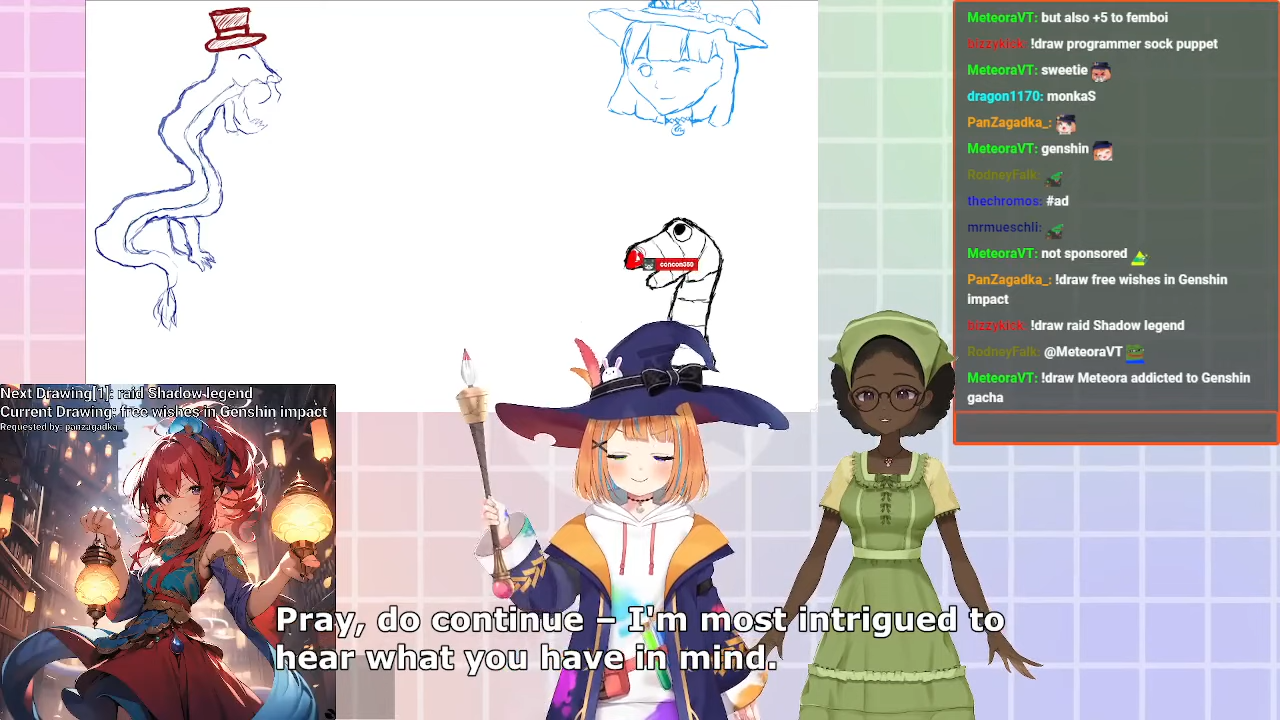 MeteoraVT: but also +5 to femboi
bizzykick: !draw programmer sock puppet
MeteoraVT: sweetie
dragon1170: monkaS
PanZagadka_:
MeteoraVT: genshin
RodneyFalk:
thechromos: #ad
mrmueschli:
MeteoraVT: not sponsored
PanZagadka_: !draw free wishes in Genshin
impact
bizzykick: !draw raid Shadow legend
RodneyFalk: @MeteoraVT
MeteoraVT: !draw Meteora addicted to Genshin
gacha
concon350
Next Drawing[1]: raid Shadow legend
Current Drawing: free wishes in Genshin impact
Requested by: panzagadka_
Pray, do continue – I'm most intrigued to
hear what you have in mind.